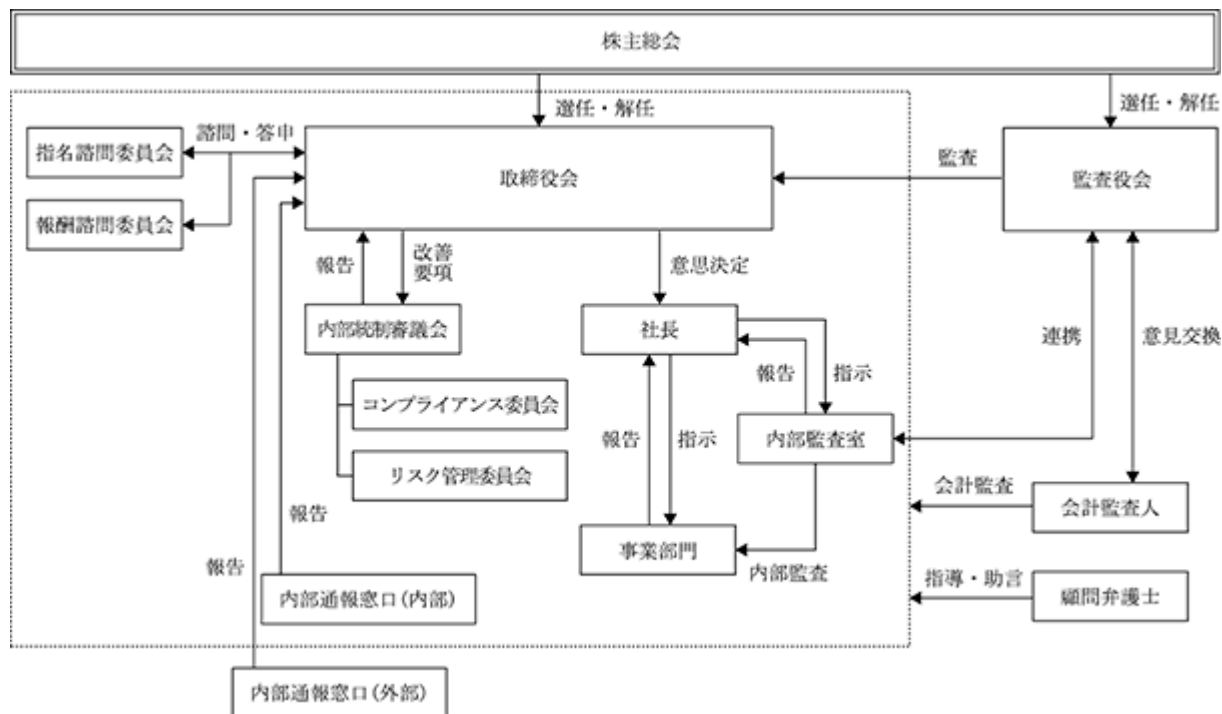 株主総会
選任・解任
選任・解任
諮問・答申
指名諮問委員会
取締役会
監査
監査役会
報酬諮問委員会
報告
改善
要項
意思決定
内部統制審議会
社長
連携
意見交換
報告
指示
コンプライアンス委員会
報告
指示
内部監査室
リスク管理委員会
会計監査
会計監査人
報告
事業部門
内部監査
報告
指導・助言
内部通報窓口(内部)
顧問弁護士
内部通報窓口(外部)